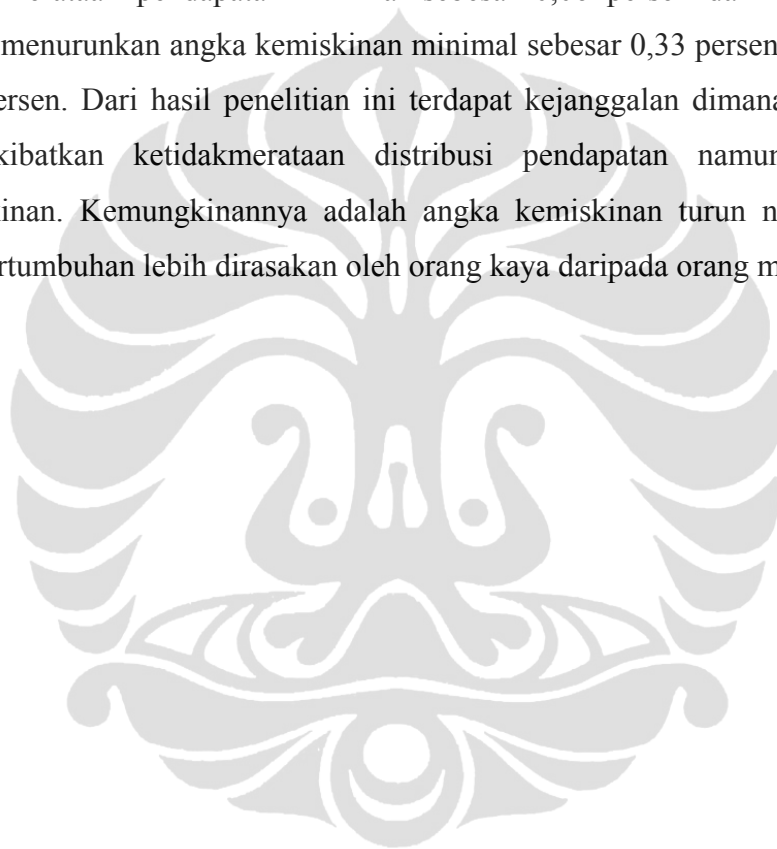 menurunkan angka kemiskinan minimal sebesar 0,33 persen
ersen. Dari hasil penelitian ini terdapat kejanggalan dimana
kibatkan ketidakmerataan distribusi pendapatan namun
inan. Kemungkinannya adalah angka kemiskinan turun n
rtumbuhan lebih dirasakan oleh orang kaya daripada orang m